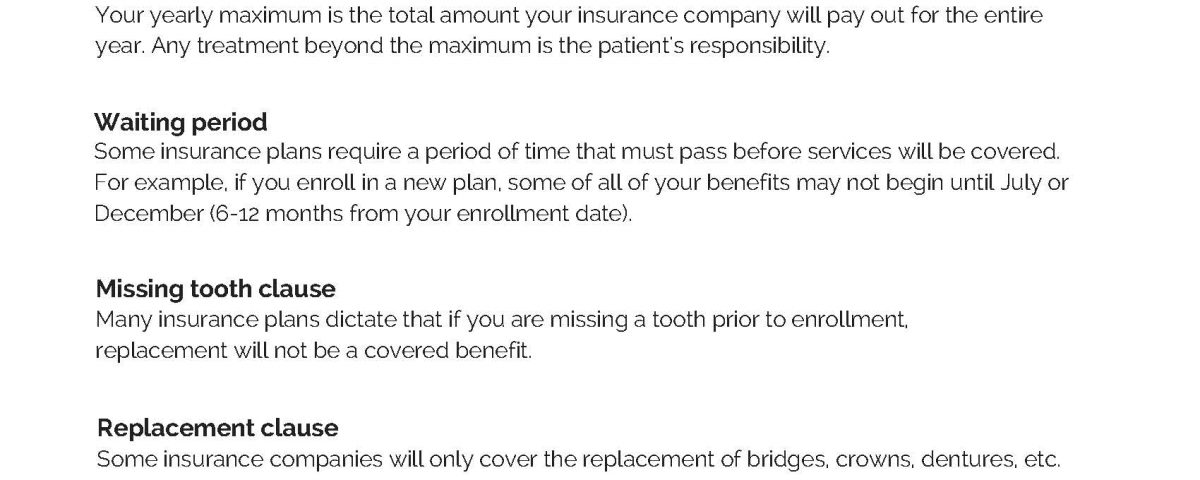 Your yearly maximum is the total amount your insurance company will pay out for the entire
year. Any treatment beyond the maximum is the patient's responsibility.
Waiting period
Some insurance plans require a period of time that must pass before services will be covered.
For example, if you enroll in a new plan, some of all of your benefits may not begin until July or
December (6-12 months from your enrollment date).
Missing tooth clause
Many insurance plans dictate that if you are missing a tooth prior to enrollment,
replacement will not be a covered benefit.
Replacement clause
Some insurance companies will only cover the replacement of bridges, crowns, dentures, etc.